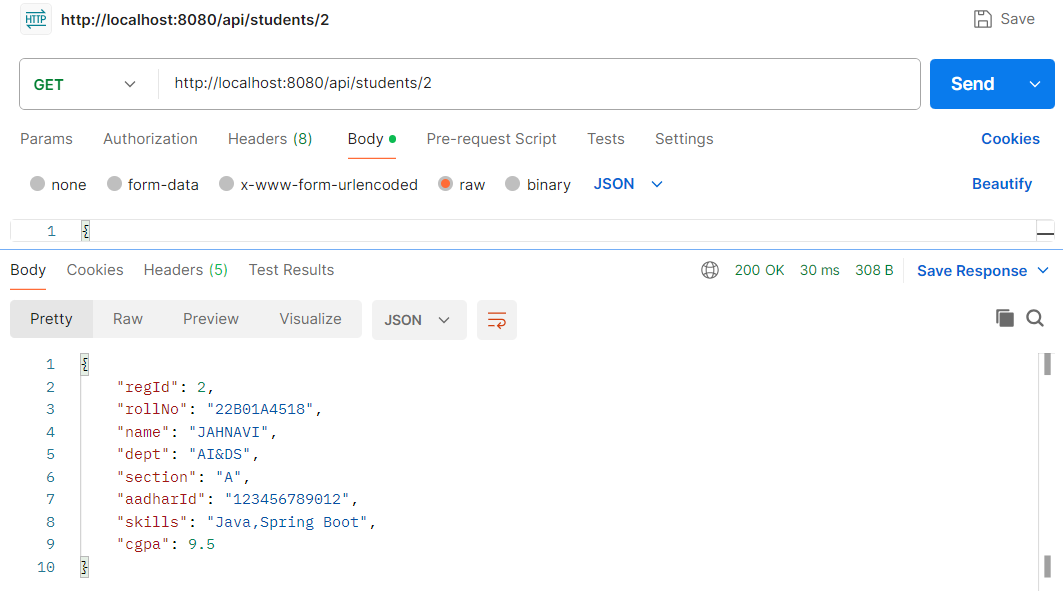 HTTP http://localhost:8080/api/students/2 Save
GET http://localhost:8080/api/students/2 Send
Params Authorization Headers (8) Body Pre-request Script Tests Settings Cookies
none form-data x-www-form-urlencoded raw binary JSON Beautify
1 {
Body Cookies Headers (5) Test Results 200 OK 30 ms 308 B Save Response
Pretty Raw Preview Visualize JSON
1 {
2 "regId": 2,
3 "rollNo": "22B01A4518",
4 "name": "JAHNAVI",
5 "dept": "AI&DS",
6 "section": "A",
7 "aadharId": "123456789012",
8 "skills": "Java,Spring Boot",
9 "cgpa": 9.5
10 }